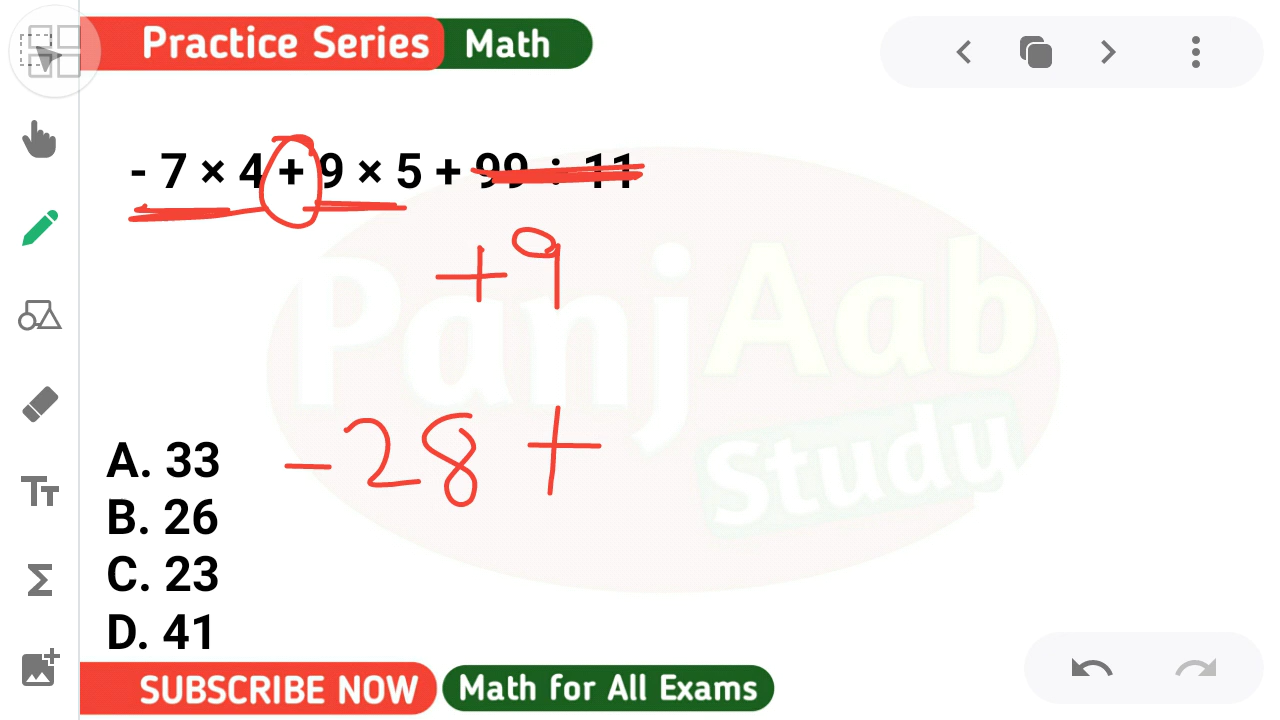 Practice Series Math
- 7 × 4 + 9 × 5 + 99 ÷ 11
+9
-28 +
A. 33
B. 26
C. 23
D. 41
PanjAab
Study
SUBSCRIBE NOW Math for All Exams
Tт
Σ